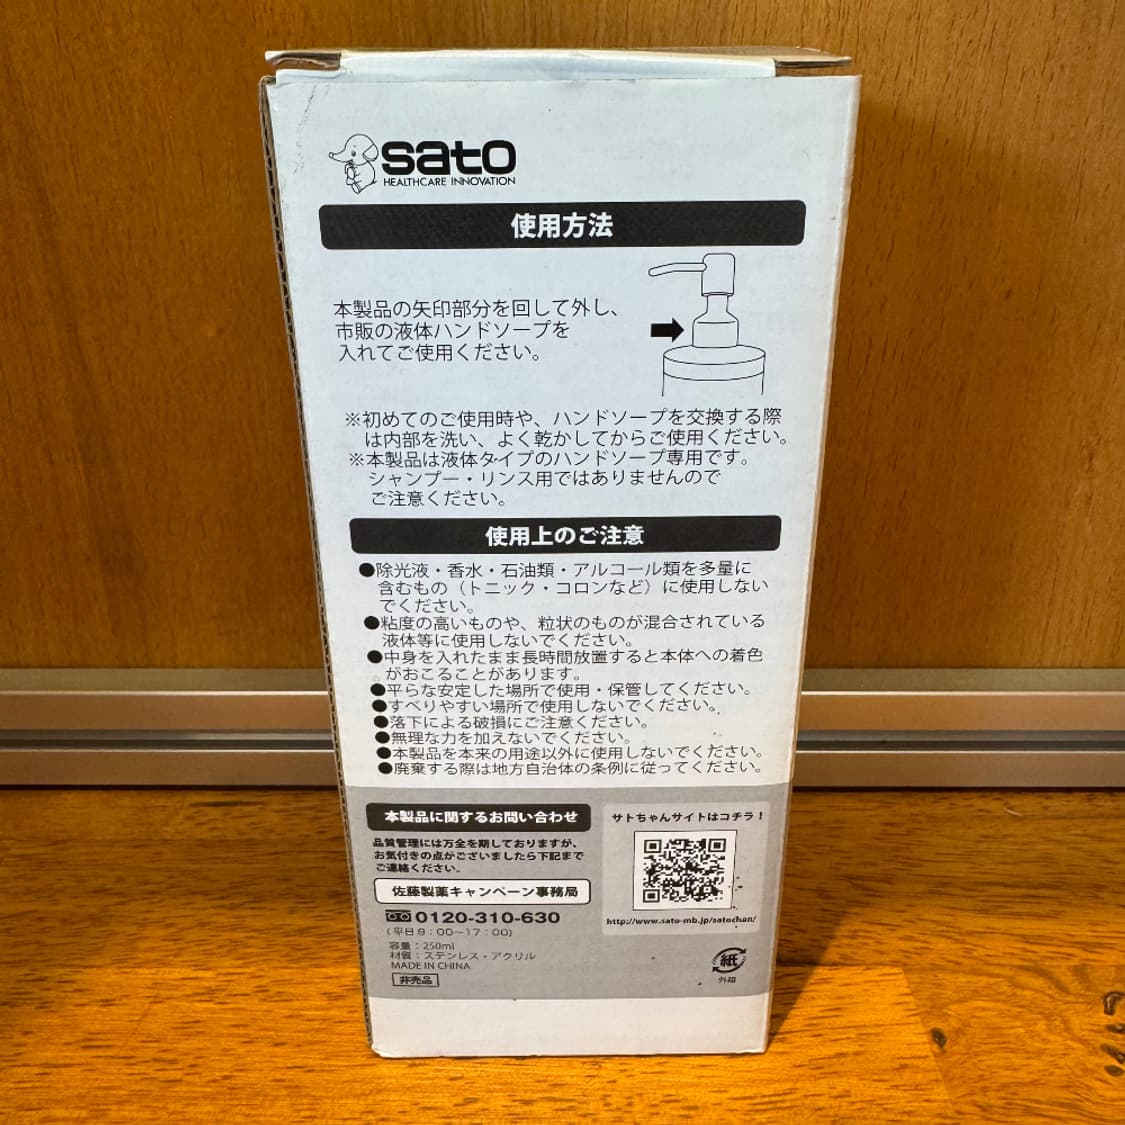 sato
HEALTHCARE INNOVATION
使用方法
本製品の矢印部分を回して外し、
市販の液体ハンドソープを
入れてご使用ください。
※初めてのご使用時や、ハンドソープを交換する際
は内部を洗い、よく乾かしてからご使用ください。
※本製品は液体タイプのハンドソープ専用です。
シャンプー・リンス用ではありませんので
ご注意ください。
使用上のご注意
●除光液・香水・石油類・アルコール類を多量に
含むもの（トニック・コロンなど）に使用しない
でください。
●粘度の高いものや、粒状のものが混合されている
液体等に使用しないでください。
●中身を入れたまま長時間放置すると本体への着色
がおこることがあります。
●平らな安定した場所で使用・保管してください。
●すべりやすい場所で使用しないでください。
●落下による破損にご注意ください。
●無理な力を加えないでください。
●本製品を本来の用途以外に使用しないでください。
●廃棄する際は地方自治体の条例に従ってください。
本製品に関するお問い合わせ
品質管理には万全を期しておりますが、
お気付きの点がございましたら下記まで
ご連絡ください。
佐藤製薬キャンペーン事務局
0120-310-630
(平日9：00〜17：00)
容量：250ml
材質：ステンレス・アクリル
MADE IN CHINA
非売品
サトちゃんサイトはコチラ！
http://www.sato-mb.jp/satochan/
紙
外箱